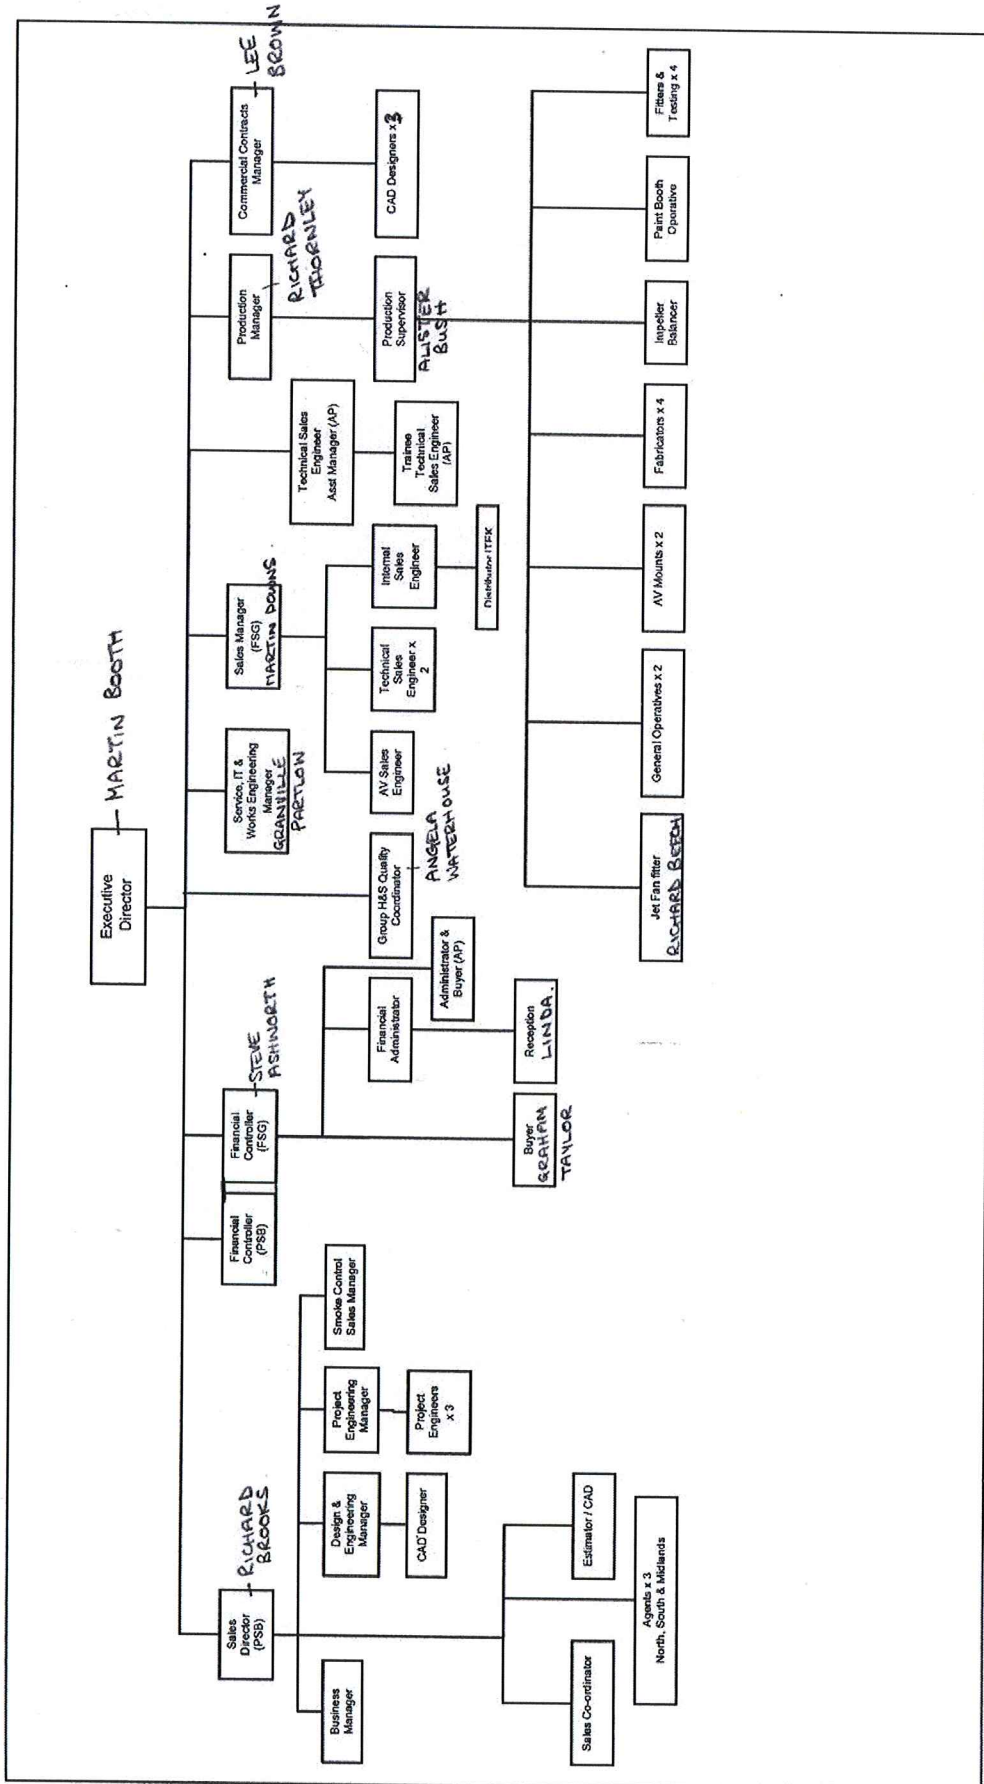 Executive
Director
MARTIN BOOTH
Sales
Director
(PSB)
RICHARD
BROOKS
Financial
Controller
(PSB)
Financial
Controller
(FSG)
STEVE
ASHWORTH
Service, IT &
Works Engineering
Manager
GRANVILLE
PARTLOW
Sales Manager
(FSG)
MARTIN DOWNS.
Technical Sales
Engineer
Asst Manager (AP)
Production
Manager
RICHARD
THORNLEY
Commercial Contracts
Manager
LEE
BROWN
Business
Manager
Design &
Engineering
Manager
Project
Engineering
Manager
Smoke Control
Sales Manager
CAD Designer
Project
Engineers
x 3
Sales Co-ordinator
Estimator / CAD
Agents x 3
North, South & Midlands
Financial
Administrator
Administrator &
Buyer (AP)
Buyer
GRAHAM
TAYLOR
Reception
LINDA.
Group H&S Quality
Coordinator
ANGELA
WATERHOUSE
AV Sales
Engineer
Technical
Sales
Engineer x
2
Internal
Sales
Engineer
Distributor ITEK
Trainee
Technical
Sales Engineer
(AP)
Production
Supervisor
ALISTER
BUSH
CAD Designers x3
Jet Fan fitter
RICHARD BEECH
General Operatives x 2
AV Mounts x 2
Fabricators x 4
Impeller
Balancer
Paint Booth
Operative
Fitters &
Testing x 4